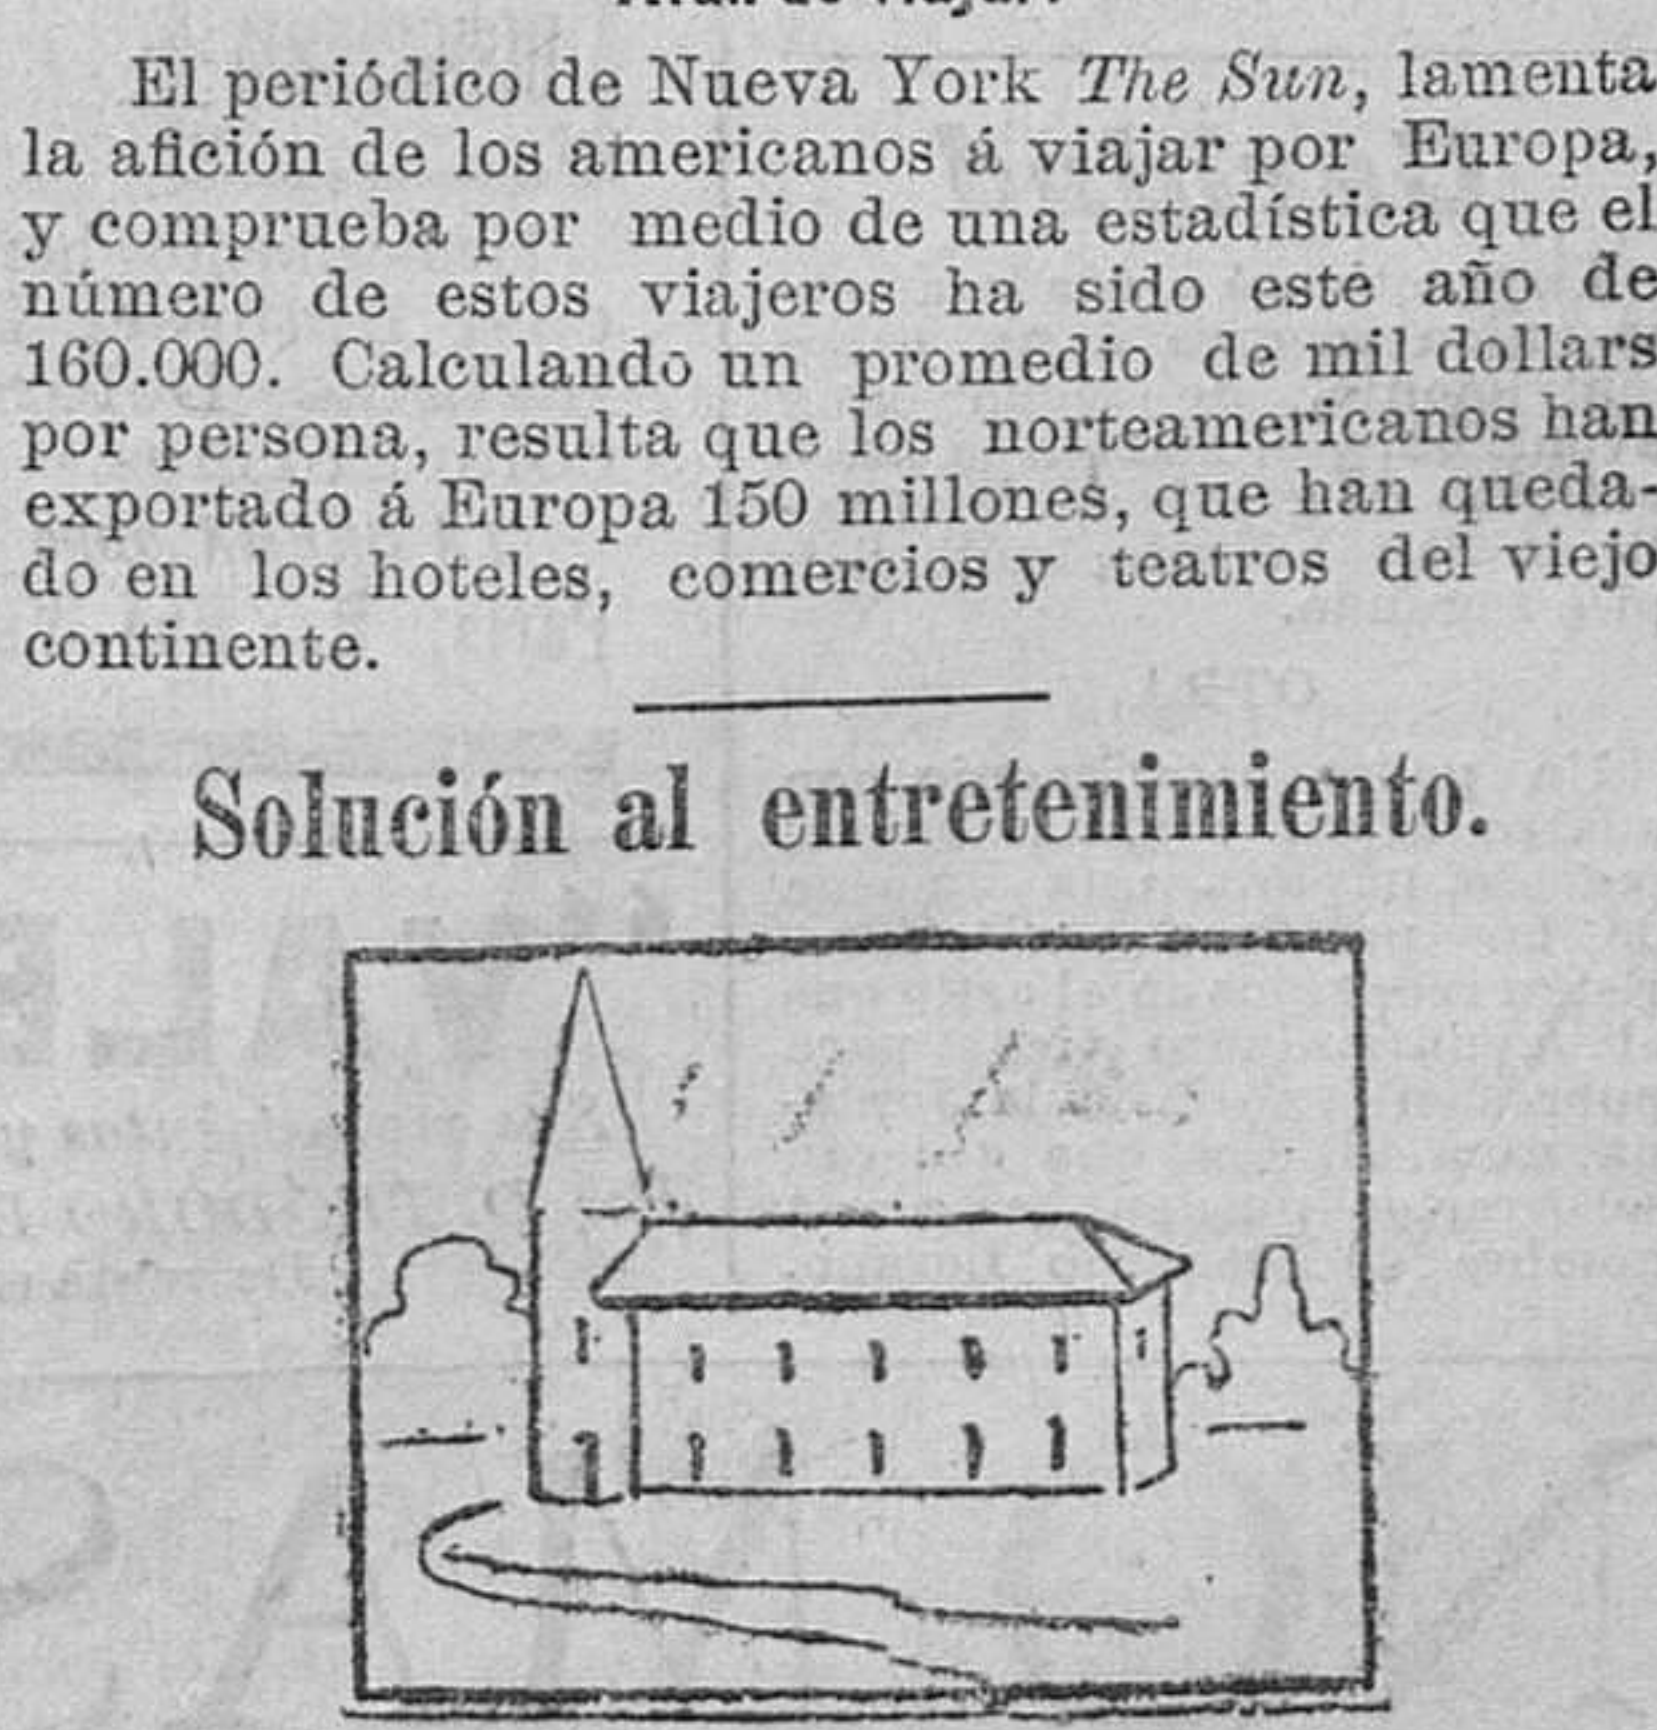 El periódico de Nueva York The Sun, lamenta
la afición de los americanos á viajar por Europa,
y comprueba por medio de una estadística que el
número de estos viajeros ha sido este año de
160.000. Calculando un promedio de mil dollars
por persona, resulta que los norteamericanos han
exportado á Europa 150 millones, que han queda-
do en los hoteles, comercios y teatros del viejo
continente.
Solución al entretenimiento.